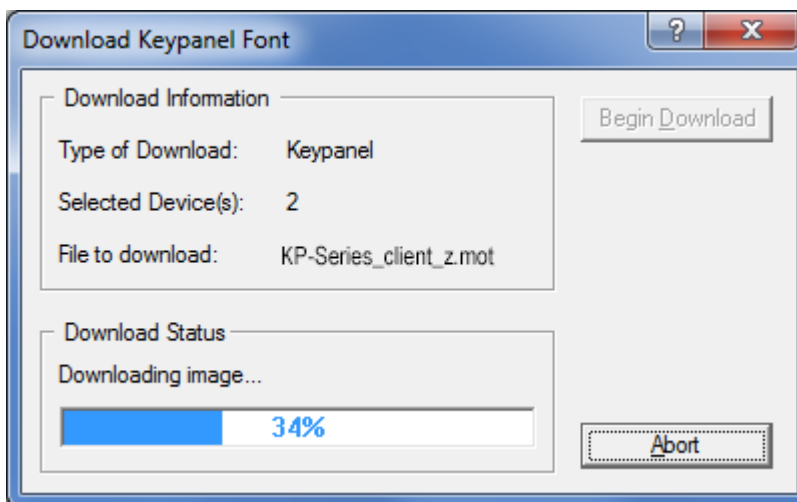 Download Keypanel Font
Download Information
Begin Download
Type of Download: Keypanel
Selected Device(s): 2
File to download: KP-Series_client_z.mot
Download Status
Downloading image...
34%
Abort